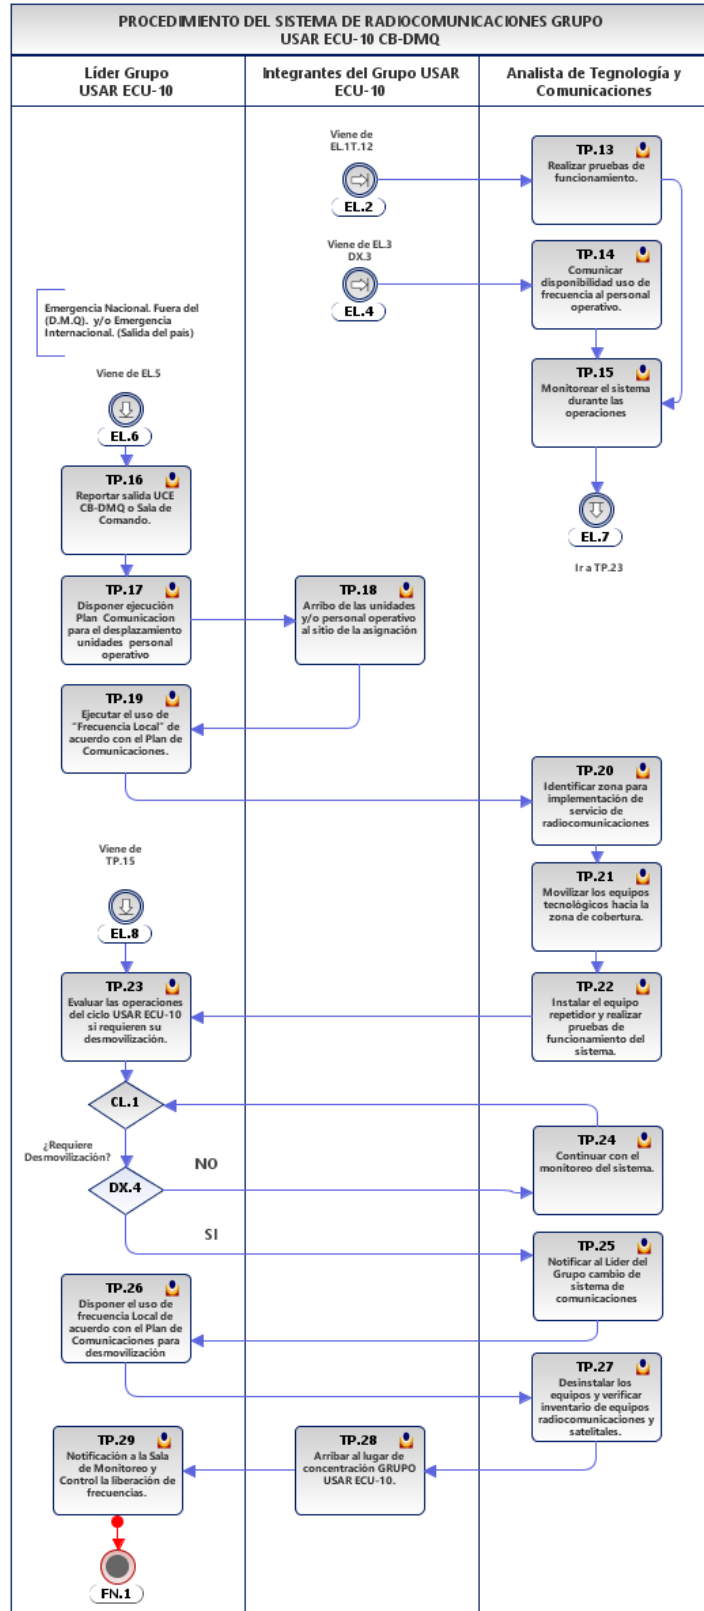 PROCEDIMIENTO DEL SISTEMA DE RADIOCOMUNICACIONES GRUPO
USAR ECU-10 CB-DMQ
Líder Grupo
USAR ECU-10
Integrantes del Grupo USAR
ECU-10
Analista de Tegnología y
Comunicaciones
Viene de
EL.1T.12
EL.2
TP.13
Realizar pruebas de
funcionamiento.
Viene de EL.3
DX.3
EL.4
TP.14
Comunicar
disponibilidad uso de
frecuencia al personal
operativo.
Emergencia Nacional. Fuera del
(D.M.Q). y/o Emergencia
Internacional. (Salida del país)
TP.15
Monitorear el sistema
durante las
operaciones
Viene de EL.5
EL.6
EL.7
Ir a TP.23
TP.16
Reportar salida UCE
CB-DMQ o Sala de
Comando.
TP.17
Disponer ejecución
Plan Comunicacion
para el desplazamiento
unidades personal
operativo
TP.18
Arribo de las unidades
y/o personal operativo
al sitio de la asignación
TP.19
Ejecutar el uso de
"Frecuencia Local" de
acuerdo con el Plan de
Comunicaciones.
TP.20
Identificar zona para
implementación de
servicio de
radiocomunicaciones
Viene de
TP.15
EL.8
TP.21
Movilizar los equipos
tecnológicos hacia la
zona de cobertura.
TP.23
Evaluar las operaciones
del ciclo USAR ECU-10
si requieren su
desmovilización.
TP.22
Instalar el equipo
repetidor y realizar
pruebas de
funcionamiento del
sistema.
CL.1
TP.24
Continuar con el
monitoreo del sistema.
¿Requiere
Desmovilización?
NO
DX.4
SI
TP.25
Notificar al Lider del
Grupo cambio de
sistema de
comunicaciones
TP.26
Disponer el uso de
frecuencia Local de
acuerdo con el Plan de
Comunicaciones para
desmovilización
TP.27
Desinstalar los
equipos y verificar
inventario de equipos
radiocomunicaciones y
satelitales.
TP.29
Notificación a la Sala
de Monitoreo y
Control la liberación de
frecuencias.
TP.28
Arribar al lugar de
concentración GRUPO
USAR ECU-10.
FN.1